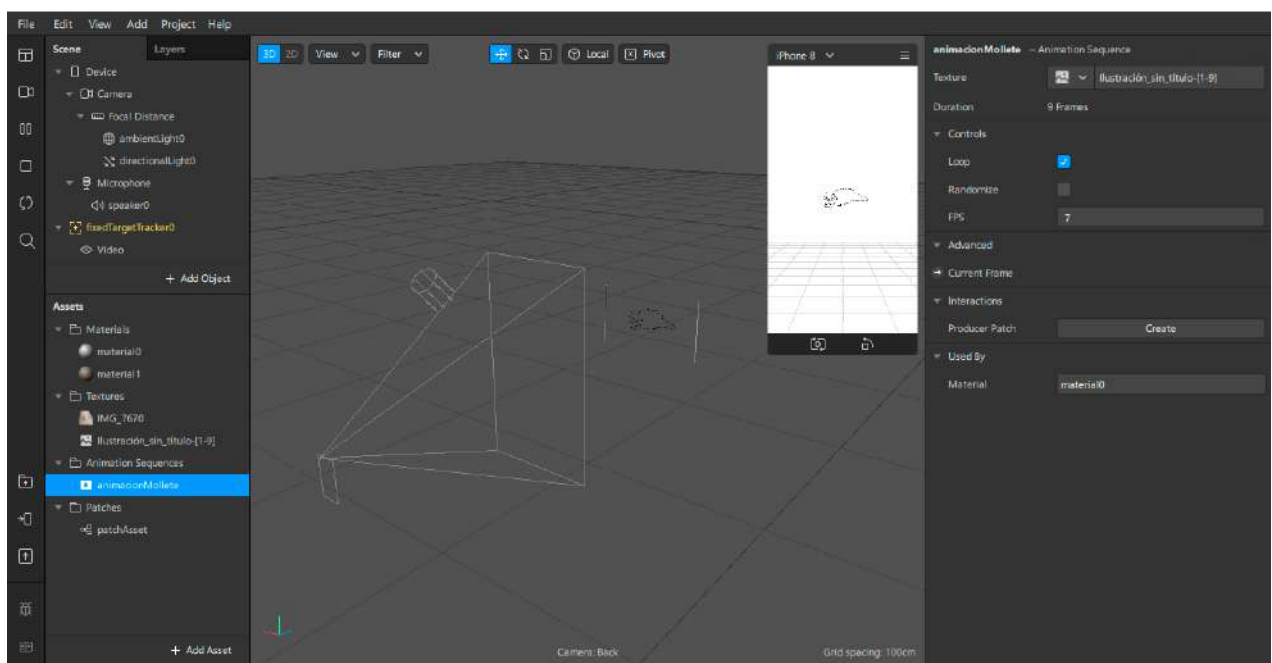 File Edit View Add Project Help
Scene Layers
Device
Camera
Focal Distance
ambientLight0
directionalLight0
Microphone
speaker0
fixedTargetTracker0
Video
+ Add Object
Assets
Materials
material0
material1
Textures
IMG_7670
Ilustración_sin_título-[1-9]
Animation Sequences
animacionMollete
Patches
patchAsset
+ Add Asset
3D 2D View Filter Local Pivot
iPhone 8
Camera: Back
Grid spacing: 100cm
animacionMollete – Animation Sequence
Texture Ilustración_sin_título-[1-9]
Duration 9 Frames
Controls
Loop
Randomize
FPS 7
Advanced
Current Frame
Interactions
Producer Patch Create
Used By
Material material0